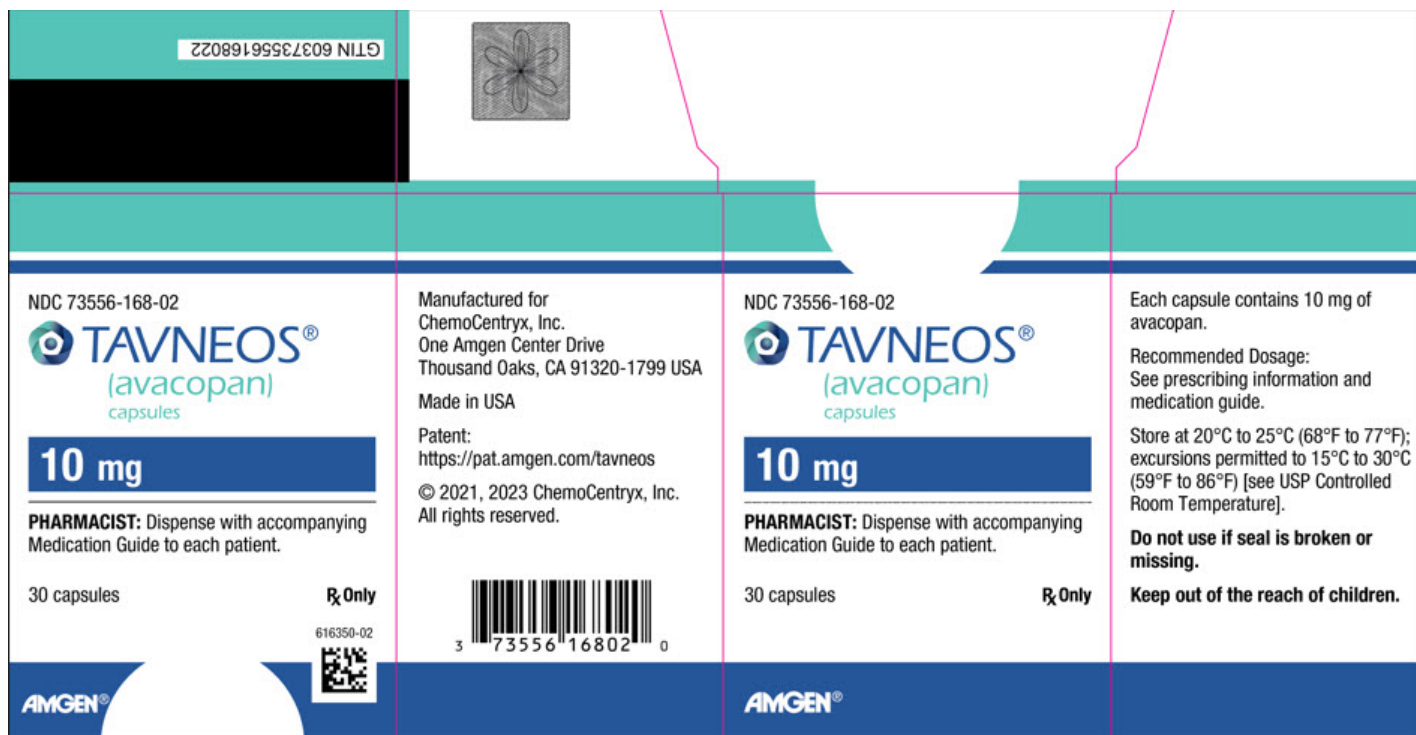 GTIN 60373556168022
NDC 73556-168-02
TAVNEOS®
(avacopan)
capsules
10 mg
PHARMACIST: Dispense with accompanying
Medication Guide to each patient.
30 capsules
Rx Only
616350-02
AMGEN®
Manufactured for
ChemoCentryx, Inc.
One Amgen Center Drive
Thousand Oaks, CA 91320-1799 USA
Made in USA
Patent:
https://pat.amgen.com/tavneos
© 2021, 2023 ChemoCentryx, Inc.
All rights reserved.
3 73556 16802 0
NDC 73556-168-02
TAVNEOS®
(avacopan)
capsules
10 mg
PHARMACIST: Dispense with accompanying
Medication Guide to each patient.
30 capsules
Rx Only
AMGEN®
Each capsule contains 10 mg of
avacopan.
Recommended Dosage:
See prescribing information and
medication guide.
Store at 20°C to 25°C (68°F to 77°F);
excursions permitted to 15°C to 30°C
(59°F to 86°F) [see USP Controlled
Room Temperature].
Do not use if seal is broken or
missing.
Keep out of the reach of children.